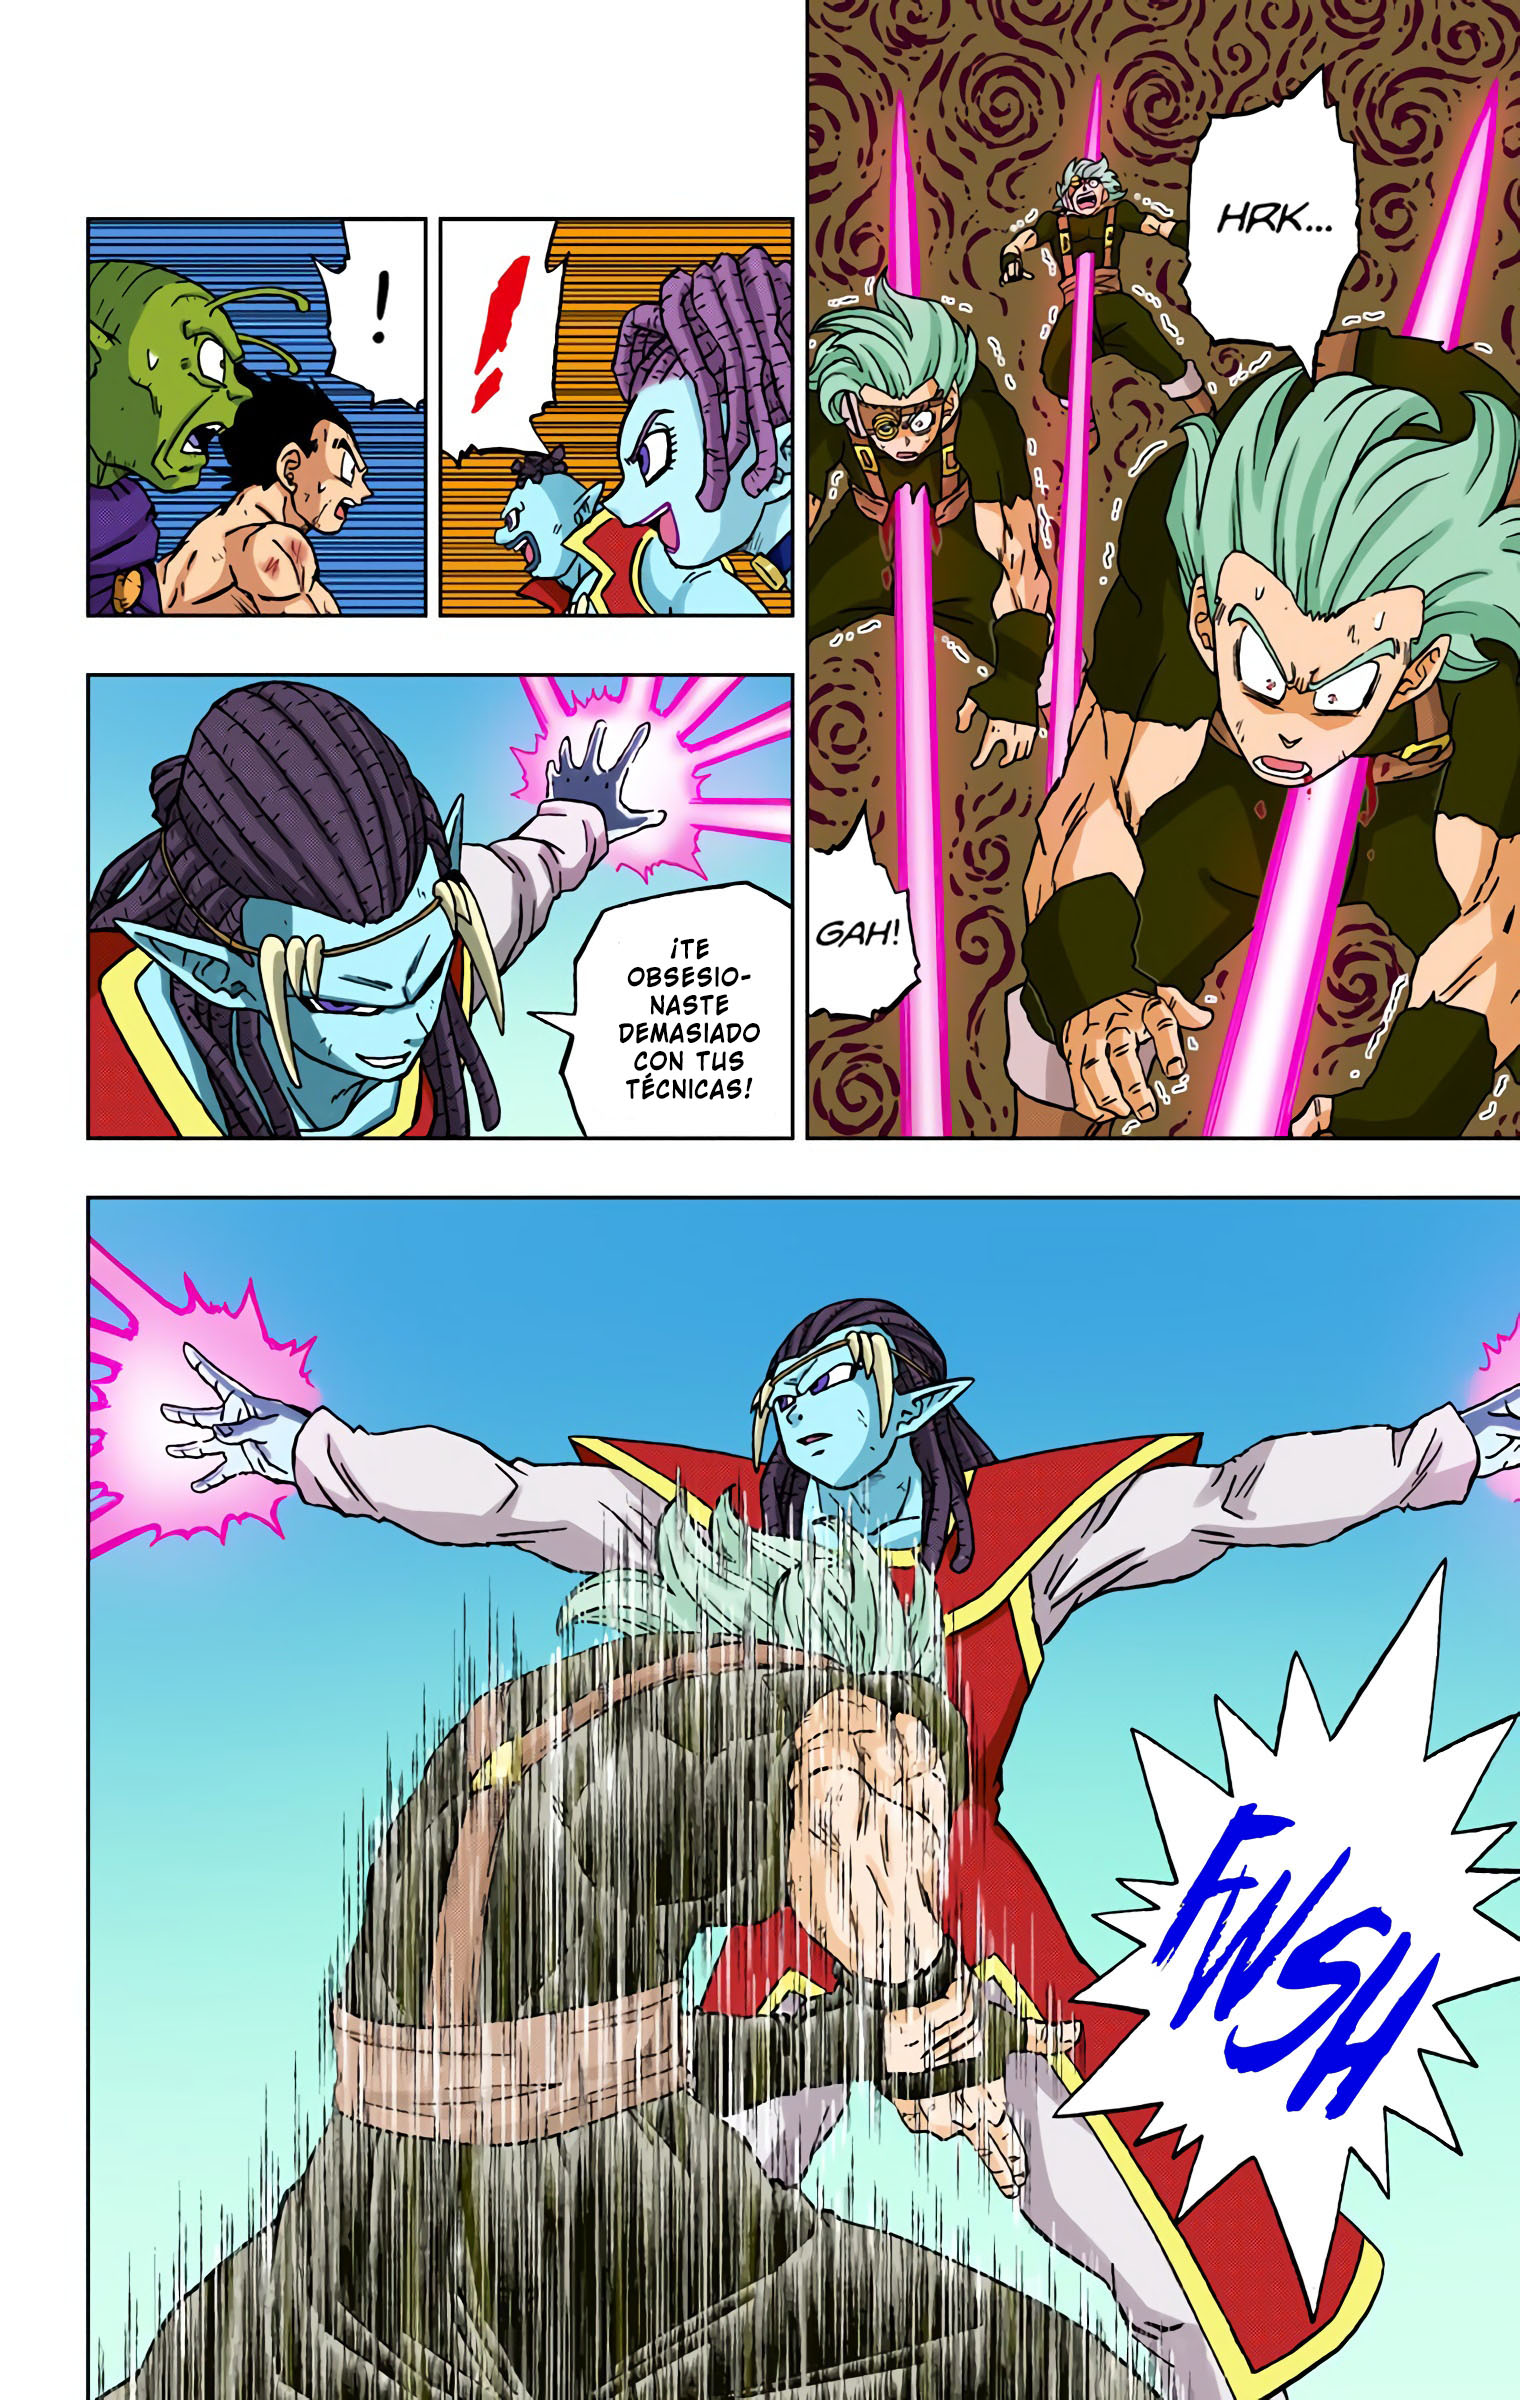 HRK...
GAH!
!
!
¡TE
OBSESIO-
NASTE
DEMASIADO
CON TUS
TÉCNICAS!
FWSH